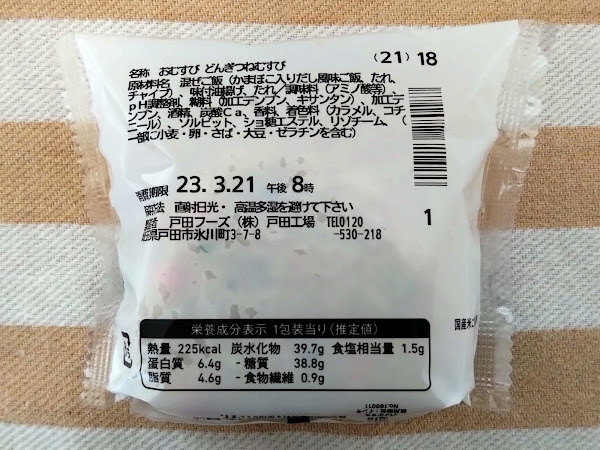 (21) 18
名称 おむすび どんぎつねむすび
原材料名 混ぜご飯(かまぼこ入りだし風味ご飯、たれ、
チャイブ)、味付油揚げ、たれ/調味料(アミノ酸等)、
pH調整剤、糊料(加工デンプン、キサンタン)、加工デ
ンプン、酒精、炭酸Ca、香料、着色料(カラメル、コチ
ニール)、ソルビット、ショ糖エステル、リゾチーム、(
一部に小麦・卵・さば・大豆・ゼラチンを含む)
消費期限 23. 3.21 午後 8時
保存方法 直射日光・高温多湿を避けて下さい
戸田フーズ(株)戸田工場 TEL0120
戸田市氷川町3-7-8 -530-218
1
国産米
栄養成分表示 1包装当り(推定値)
熱量 225kcal 炭水化物 39.7g 食塩相当量 1.5g
蛋白質 6.4g - 糖質 38.8g
脂質 4.6g - 食物繊維 0.9g
No.160011